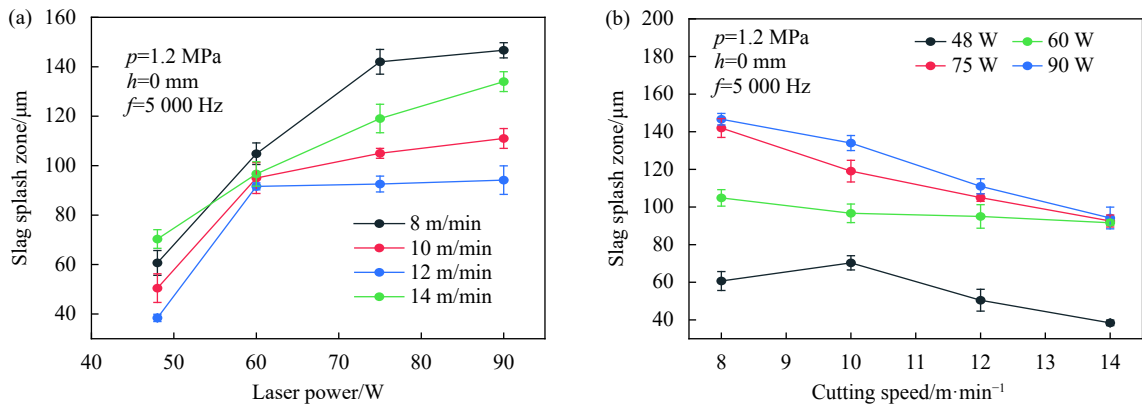 (a)
160
140
120
100
80
60
40
Slag splash zone/μm
p=1.2 MPa
h=0 mm
f=5 000 Hz
8 m/min
10 m/min
12 m/min
14 m/min
40 50 60 70 80 90
Laser power/W
(b)
200
180
160
140
120
100
80
60
40
Slag splash zone/μm
p=1.2 MPa
h=0 mm
f=5 000 Hz
48 W 60 W
75 W 90 W
8 9 10 11 12 13 14
Cutting speed/m·min⁻¹